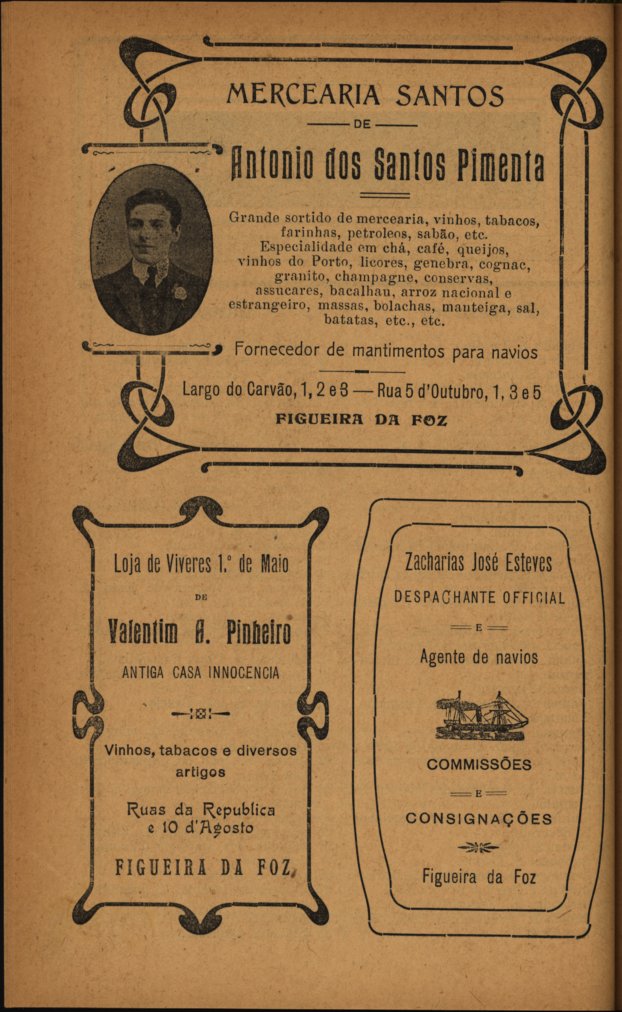 MERCEARIA SANTOS
DE
Antonio dos Santos Pimenta
Grande sortido de mercearia, vinhos, tabacos,
farinhas, petroleos, sabão, etc.
Especialidade em chá, café, queijos,
vinhos do Porto, licores, genebra, cognac,
granito, champagne, conservas,
assucares, bacalhau, arroz nacional e
estrangeiro, massas, bolachas, manteiga, sal,
batatas, etc., etc.
Fornecedor de mantimentos para navios
Largo do Carvão, 1, 2 e 3 — Rua 5 d'Outubro, 1, 3 e 5
FIGUEIRA DA FOZ
Loja de Viveres 1.º de Maio
DE
Valentim A. Pinheiro
ANTIGA CASA INNOCENCIA
Vinhos, tabacos e diversos
artigos
Ruas da Republica
e 10 d'Agosto
FIGUEIRA DA FOZ
Zacharias José Esteves
DESPACHANTE OFFICIAL
E
Agente de navios
COMMISSÕES
E
CONSIGNAÇÕES
Figueira da Foz